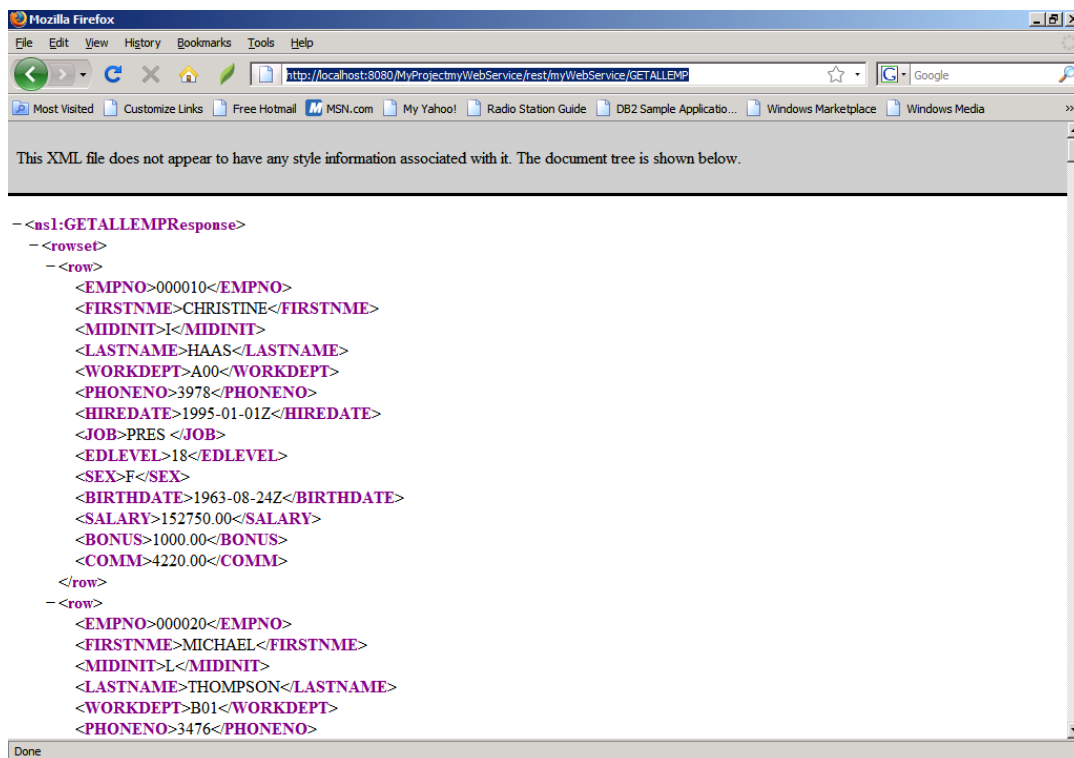 Mozilla Firefox
File Edit View History Bookmarks Tools Help
http://localhost:8080/MyProjectmyWebService/rest/myWebService/GETALLEMP G Google
Most Visited Customize Links Free Hotmail MSN.com My Yahoo! Radio Station Guide DB2 Sample Applicatio... Windows Marketplace Windows Media »
This XML file does not appear to have any style information associated with it. The document tree is shown below.
−<ns1:GETALLEMPResponse>
−<rowset>
−<row>
<EMPNO>000010</EMPNO>
<FIRSTNME>CHRISTINE</FIRSTNME>
<MIDINIT>I</MIDINIT>
<LASTNAME>HAAS</LASTNAME>
<WORKDEPT>A00</WORKDEPT>
<PHONENO>3978</PHONENO>
<HIREDATE>1995-01-01Z</HIREDATE>
<JOB>PRES </JOB>
<EDLEVEL>18</EDLEVEL>
<SEX>F</SEX>
<BIRTHDATE>1963-08-24Z</BIRTHDATE>
<SALARY>152750.00</SALARY>
<BONUS>1000.00</BONUS>
<COMM>4220.00</COMM>
</row>
−<row>
<EMPNO>000020</EMPNO>
<FIRSTNME>MICHAEL</FIRSTNME>
<MIDINIT>L</MIDINIT>
<LASTNAME>THOMPSON</LASTNAME>
<WORKDEPT>B01</WORKDEPT>
<PHONENO>3476</PHONENO>
Done